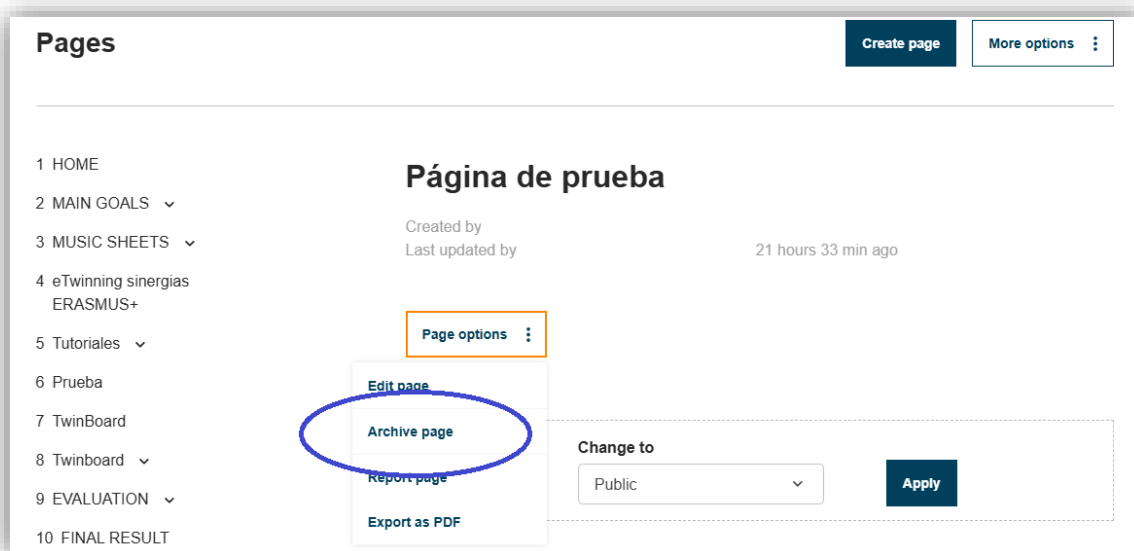 Pages
Create page
More options
1 HOME
2 MAIN GOALS
3 MUSIC SHEETS
4 eTwinning sinergias
ERASMUS+
5 Tutoriales
6 Prueba
7 TwinBoard
8 Twinboard
9 EVALUATION
10 FINAL RESULT
Página de prueba
Created by
Last updated by 21 hours 33 min ago
Page options
Edit page
Archive page
Report page
Export as PDF
Change to
Public
Apply